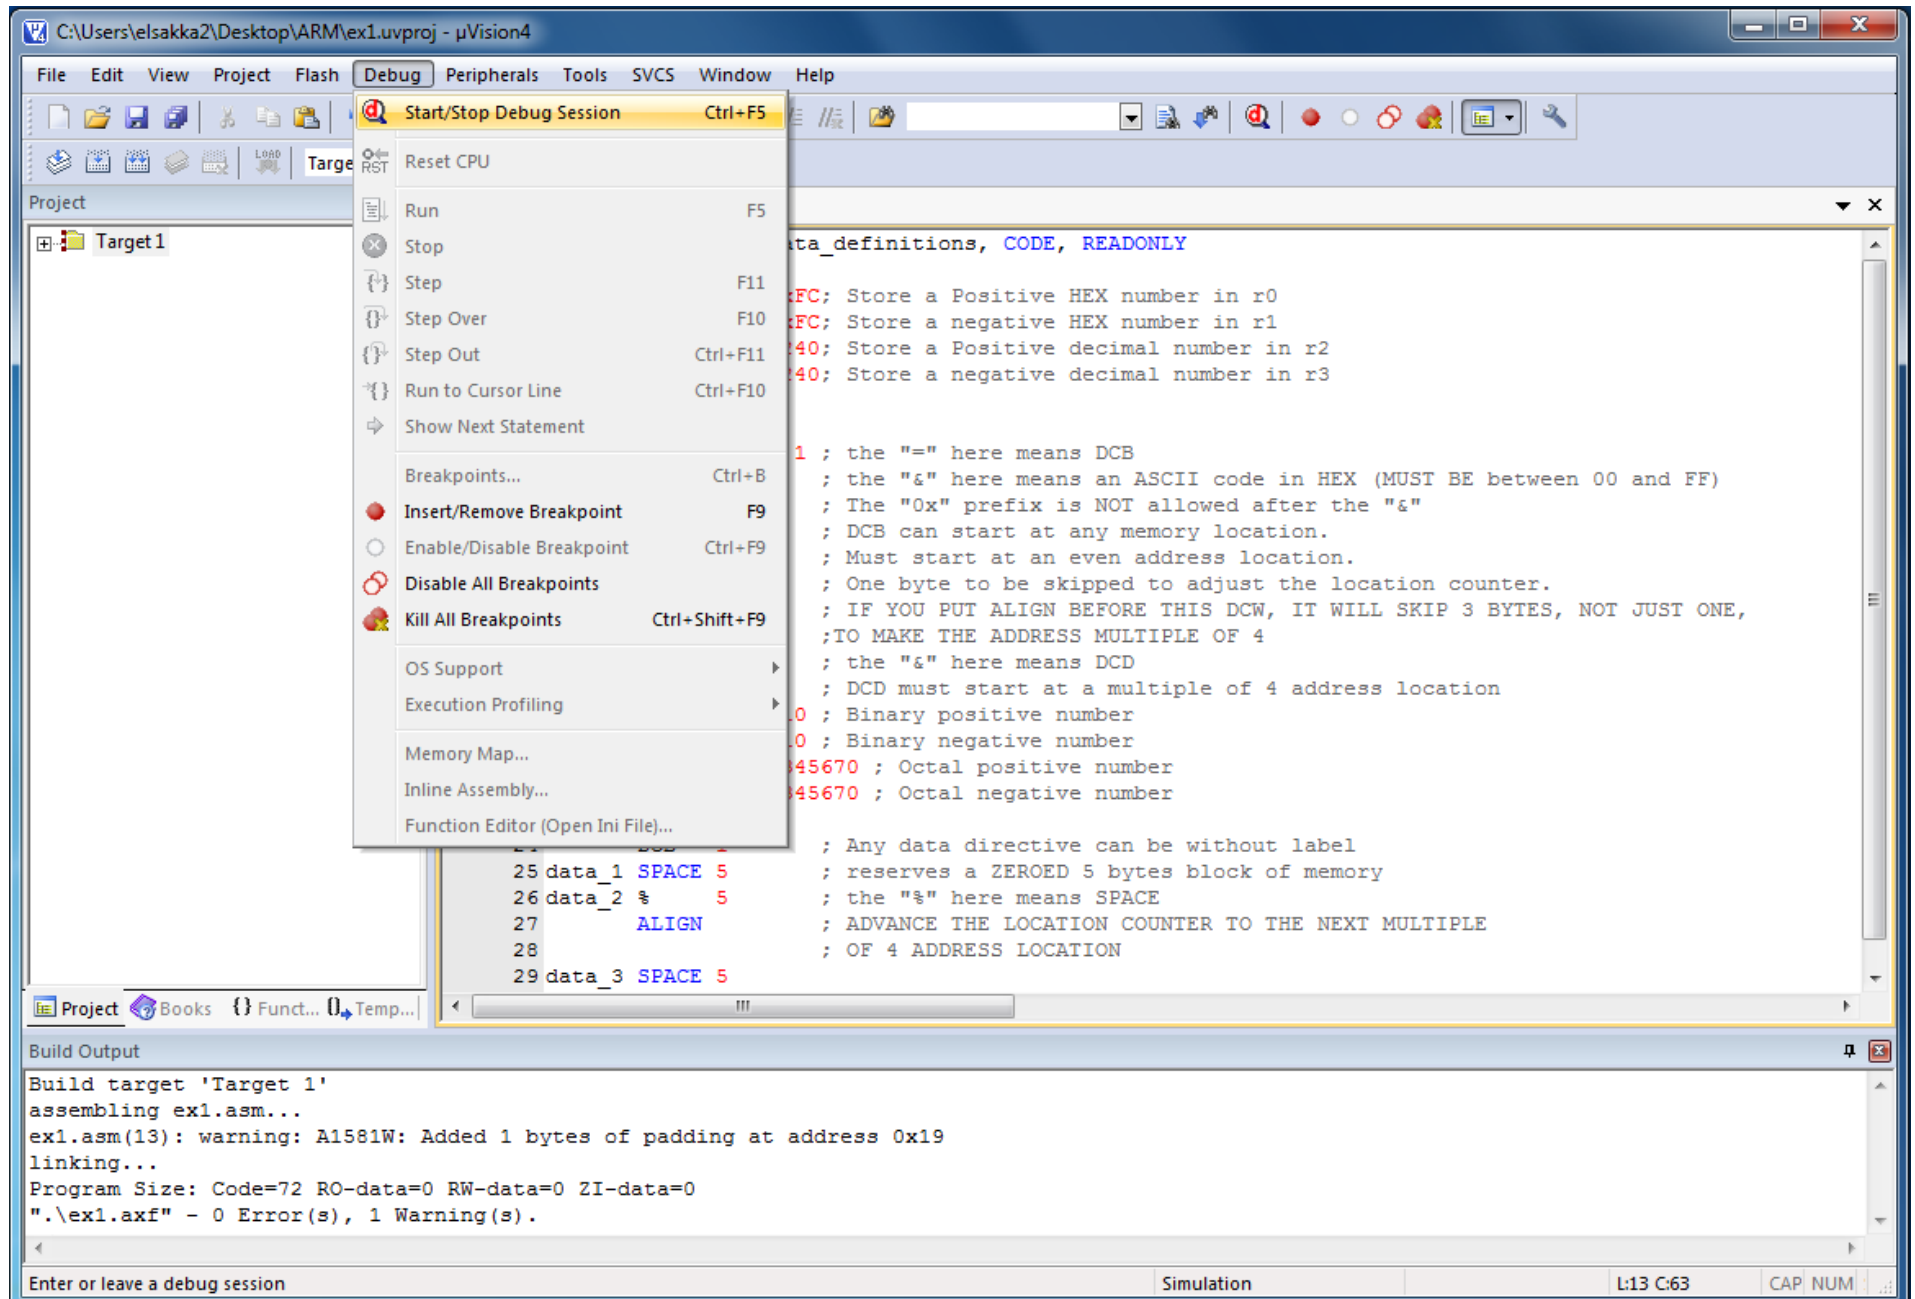 C:\Users\elsakka2\Desktop\ARM\ex1.uvproj - µVision4
File Edit View Project Flash Debug Peripherals Tools SVCS Window Help
Start/Stop Debug Session Ctrl+F5
LOAD
Targe
RST Reset CPU
Project
Run F5
Target 1
Stop
Step F11
Step Over F10
Step Out Ctrl+F11
Run to Cursor Line Ctrl+F10
Show Next Statement
Breakpoints... Ctrl+B
Insert/Remove Breakpoint F9
Enable/Disable Breakpoint Ctrl+F9
Disable All Breakpoints
Kill All Breakpoints Ctrl+Shift+F9
OS Support
Execution Profiling
Memory Map...
Inline Assembly...
Function Editor (Open Ini File)...
ta_definitions, CODE, READONLY
xFC; Store a Positive HEX number in r0
xFC; Store a negative HEX number in r1
40; Store a Positive decimal number in r2
40; Store a negative decimal number in r3
1 ; the "=" here means DCB
; the "&" here means an ASCII code in HEX (MUST BE between 00 and FF)
; The "0x" prefix is NOT allowed after the "&"
; DCB can start at any memory location.
; Must start at an even address location.
; One byte to be skipped to adjust the location counter.
; IF YOU PUT ALIGN BEFORE THIS DCW, IT WILL SKIP 3 BYTES, NOT JUST ONE,
;TO MAKE THE ADDRESS MULTIPLE OF 4
; the "&" here means DCD
; DCD must start at a multiple of 4 address location
0 ; Binary positive number
0 ; Binary negative number
345670 ; Octal positive number
345670 ; Octal negative number
; Any data directive can be without label
25 data_1 SPACE 5 ; reserves a ZEROED 5 bytes block of memory
26 data_2 % 5 ; the "%" here means SPACE
27 ALIGN ; ADVANCE THE LOCATION COUNTER TO THE NEXT MULTIPLE
28 ; OF 4 ADDRESS LOCATION
29 data_3 SPACE 5
Project Books {} Funct... Temp...
Build Output
Build target 'Target 1'
assembling ex1.asm...
ex1.asm(13): warning: A1581W: Added 1 bytes of padding at address 0x19
linking...
Program Size: Code=72 RO-data=0 RW-data=0 ZI-data=0
".\ex1.axf" - 0 Error(s), 1 Warning(s).
Enter or leave a debug session Simulation L:13 C:63 CAP NUM